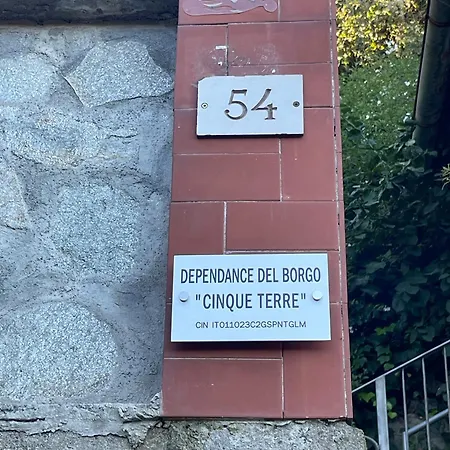 54
DEPENDANCE DEL BORGO
"CINQUE TERRE"
CIN IT011023C2GSPNTGLM